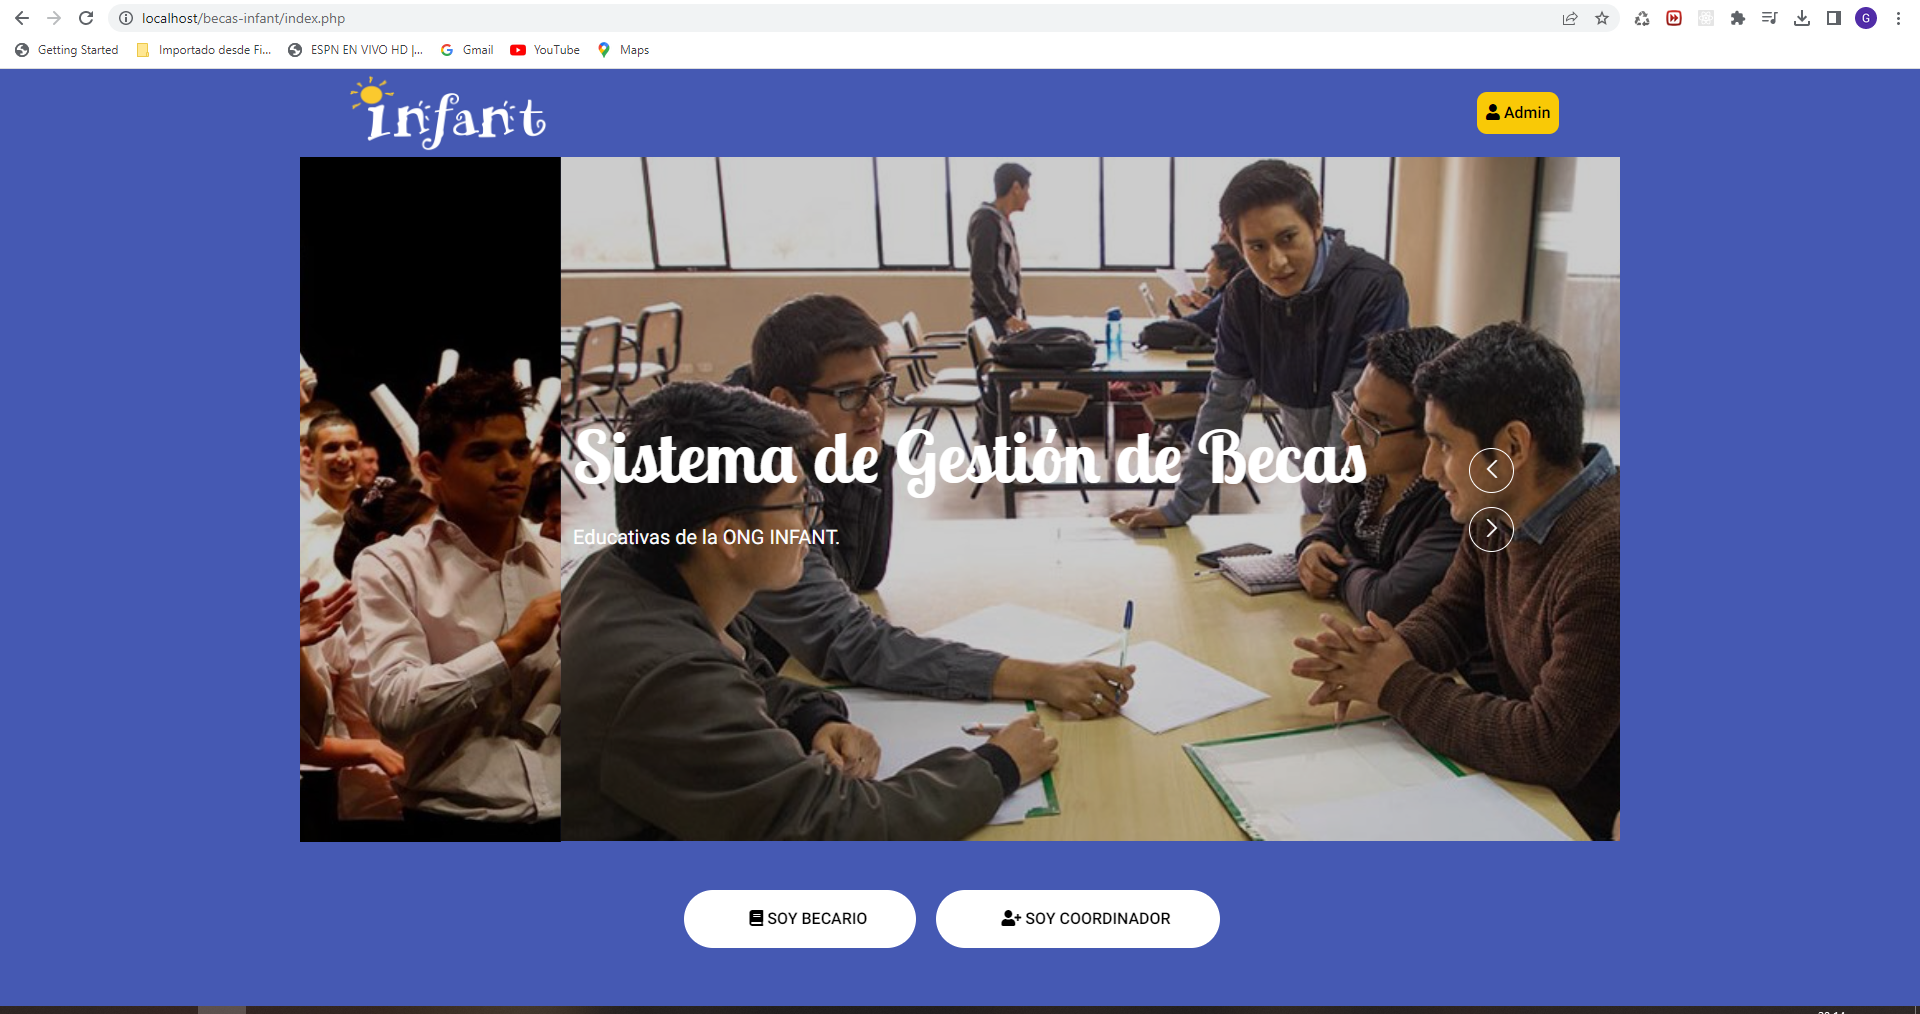 localhost/becas-infant/index.php
G
Getting Started
Importado desde Fi...
ESPN EN VIVO HD |...
Gmail
YouTube
Maps
infant
Admin
Sistema de Gestión de Becas
Educativas de la ONG INFANT.
SOY BECARIO
SOY COORDINADOR